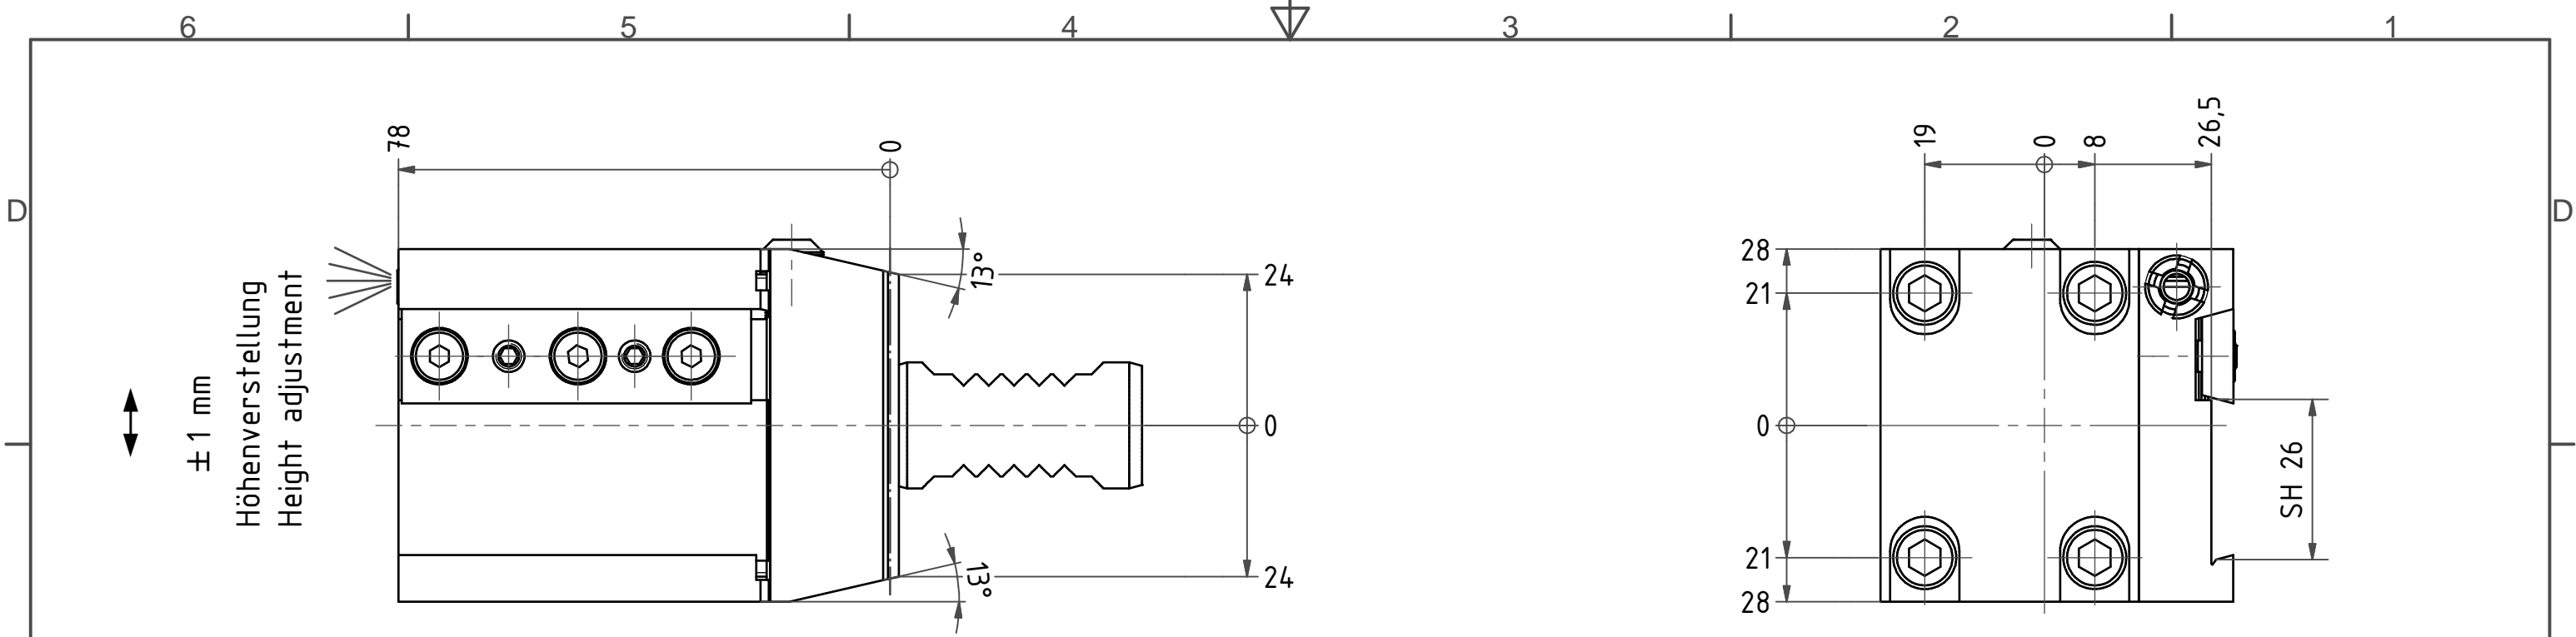 6 5 4 3 2 1
D D
78 0
19 0 8 26,5
± 1 mm
Höhenverstellung
Height adjustment
13°
13°
24
0
24
28
21
0
21
28
SH 26